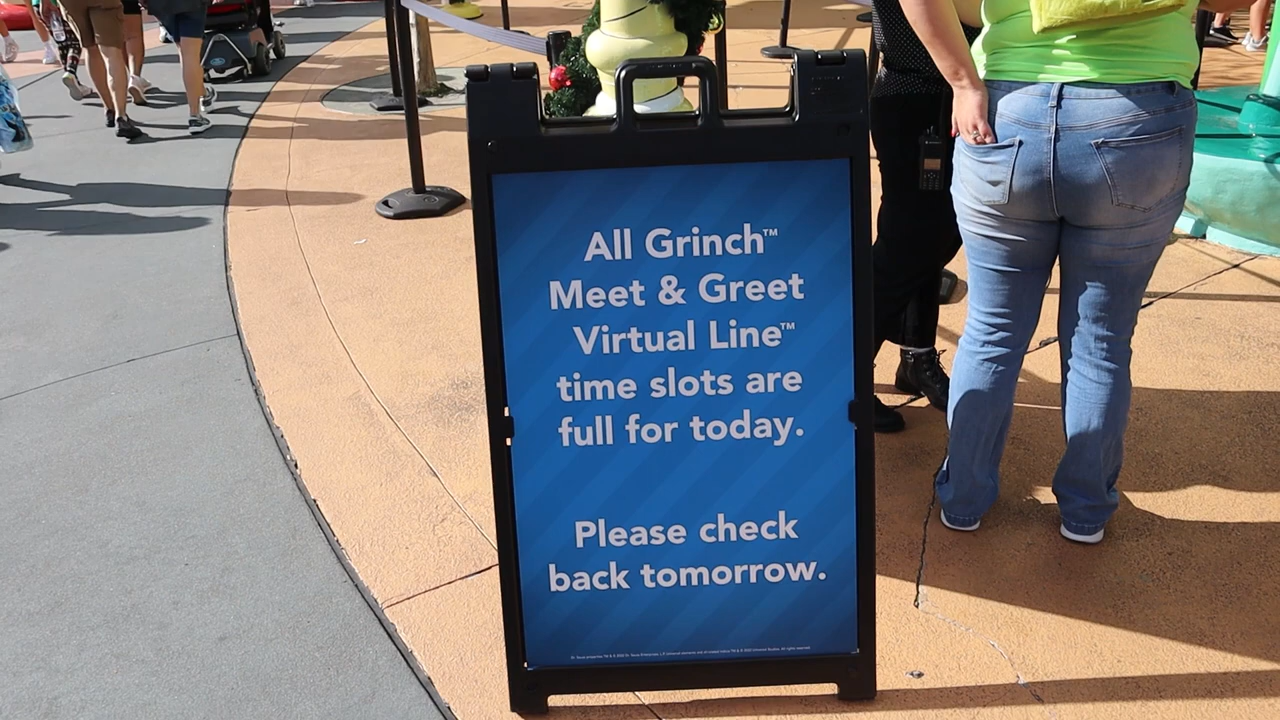 All Grinch™
Meet & Greet
Virtual Line™
time slots are
full for today.
Please check
back tomorrow.